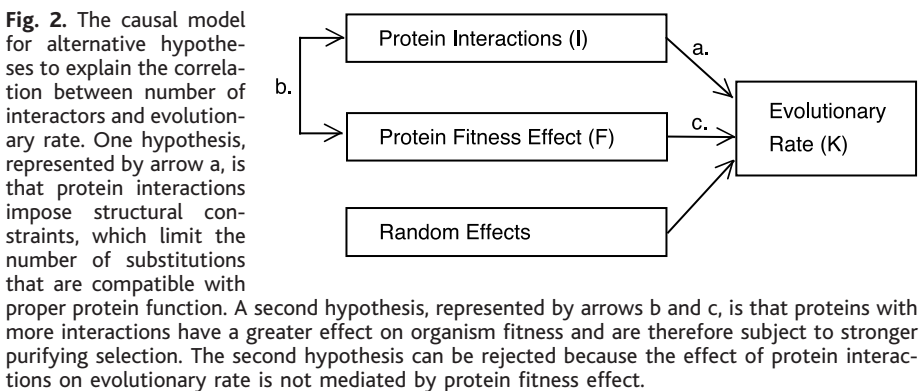 Fig. 2. The causal model
for alternative hypothe-
ses to explain the correla-
tion between number of
interactors and evolution-
ary rate. One hypothesis,
represented by arrow a, is
that protein interactions
impose structural con-
straints, which limit the
number of substitutions
that are compatible with
proper protein function. A second hypothesis, represented by arrows b and c, is that proteins with
more interactions have a greater effect on organism fitness and are therefore subject to stronger
purifying selection. The second hypothesis can be rejected because the effect of protein interac-
tions on evolutionary rate is not mediated by protein fitness effect.
Protein Interactions (I)
a.
b.
Protein Fitness Effect (F)
c.
Evolutionary
Rate (K)
Random Effects